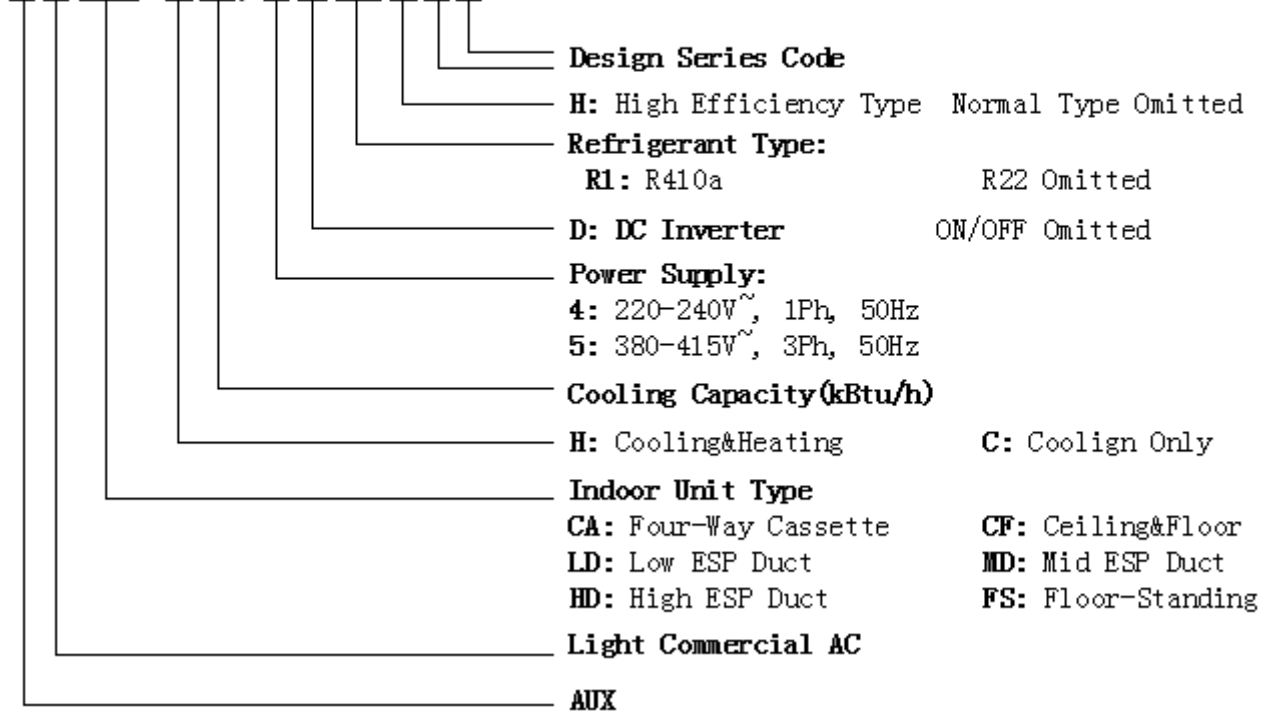 Design Series Code
H: High Efficiency Type Normal Type Omitted
Refrigerant Type:
R1: R410a R22 Omitted
D: DC Inverter ON/OFF Omitted
Power Supply:
4: 220-240V~, 1Ph, 50Hz
5: 380-415V~, 3Ph, 50Hz
Cooling Capacity(kBtu/h)
H: Cooling&Heating C: Coolign Only
Indoor Unit Type
CA: Four-Way Cassette CF: Ceiling&Floor
LD: Low ESP Duct MD: Mid ESP Duct
HD: High ESP Duct FS: Floor-Standing
Light Commercial AC
AUX